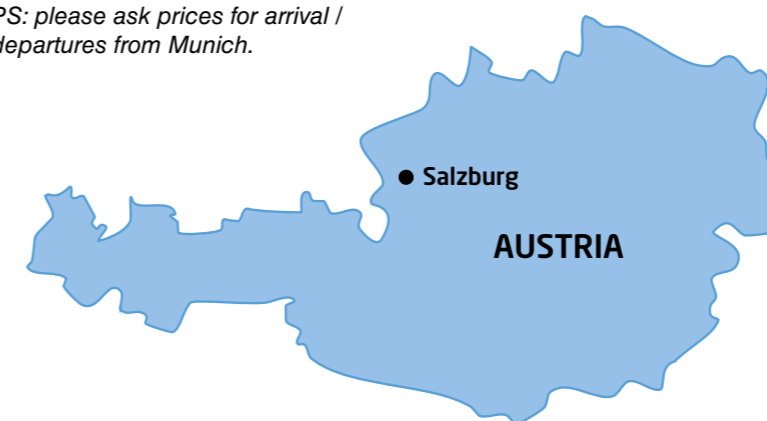 PS: please ask prices for arrival /
departures from Munich.
Salzburg
AUSTRIA